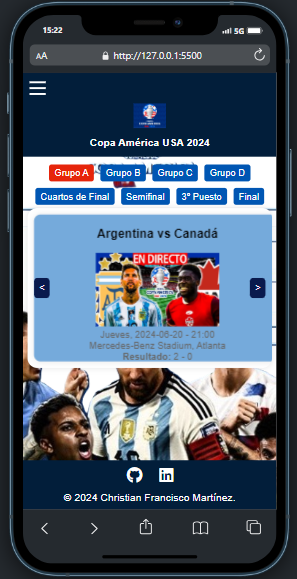 15:22
5G
AA http://127.0.0.1:5500
Copa América USA 2024
Grupo A Grupo B Grupo C Grupo D
Cuartos de Final Semifinal 3º Puesto Final
Argentina vs Canadá
EN DIRECTO
< >
Jueves, 2024-06-20 - 21:00
Mercedes-Benz Stadium, Atlanta
Resultado: 2 - 0
© 2024 Christian Francisco Martínez.